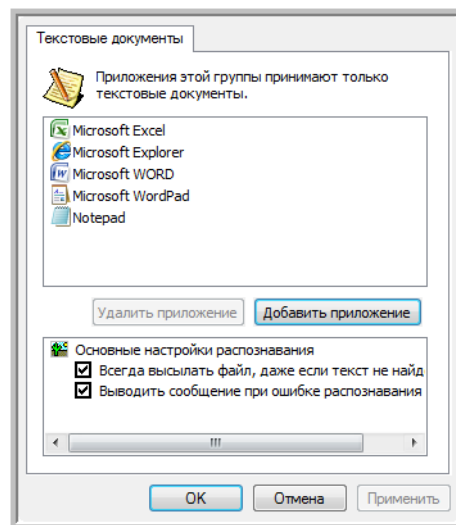 Текстовые документы
Приложения этой группы принимают только
текстовые документы.
Microsoft Excel
Microsoft Explorer
Microsoft WORD
Microsoft WordPad
Notepad
Удалить приложение Добавить приложение
Основные настройки распознавания
Всегда высылать файл, даже если текст не найд
Выводить сообщение при ошибке распознавания
OK Отмена Применить